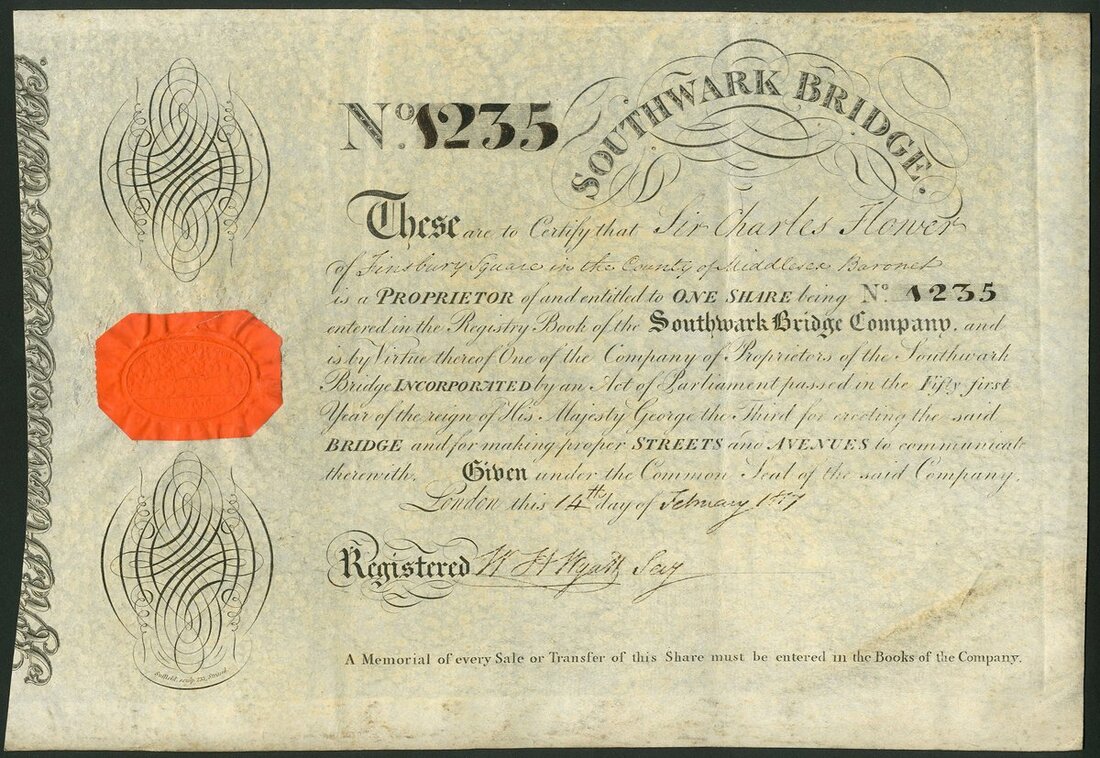 No. 1235
SOUTHWARK BRIDGE.
These are to Certify that Sir Charles Flower
of Finsbury Square in the County of Middlesex Baronet
is a PROPRIETOR of and entitled to ONE SHARE being No. 1235
entered in the Registry Book of the Southwark Bridge Company, and
is by Virtue thereof One of the Company of Proprietors of the Southwark
Bridge INCORPORATED by an Act of Parliament passed in the Fifty first
Year of the reign of His Majesty George the Third for erecting the said
BRIDGE and for making proper STREETS and AVENUES to communicate
therewith. Given under the Common Seal of the said Company.
London this 14th day of February
Registered W H Wyatt Secy
A Memorial of every Sale or Transfer of this Share must be entered in the Books of the Company.